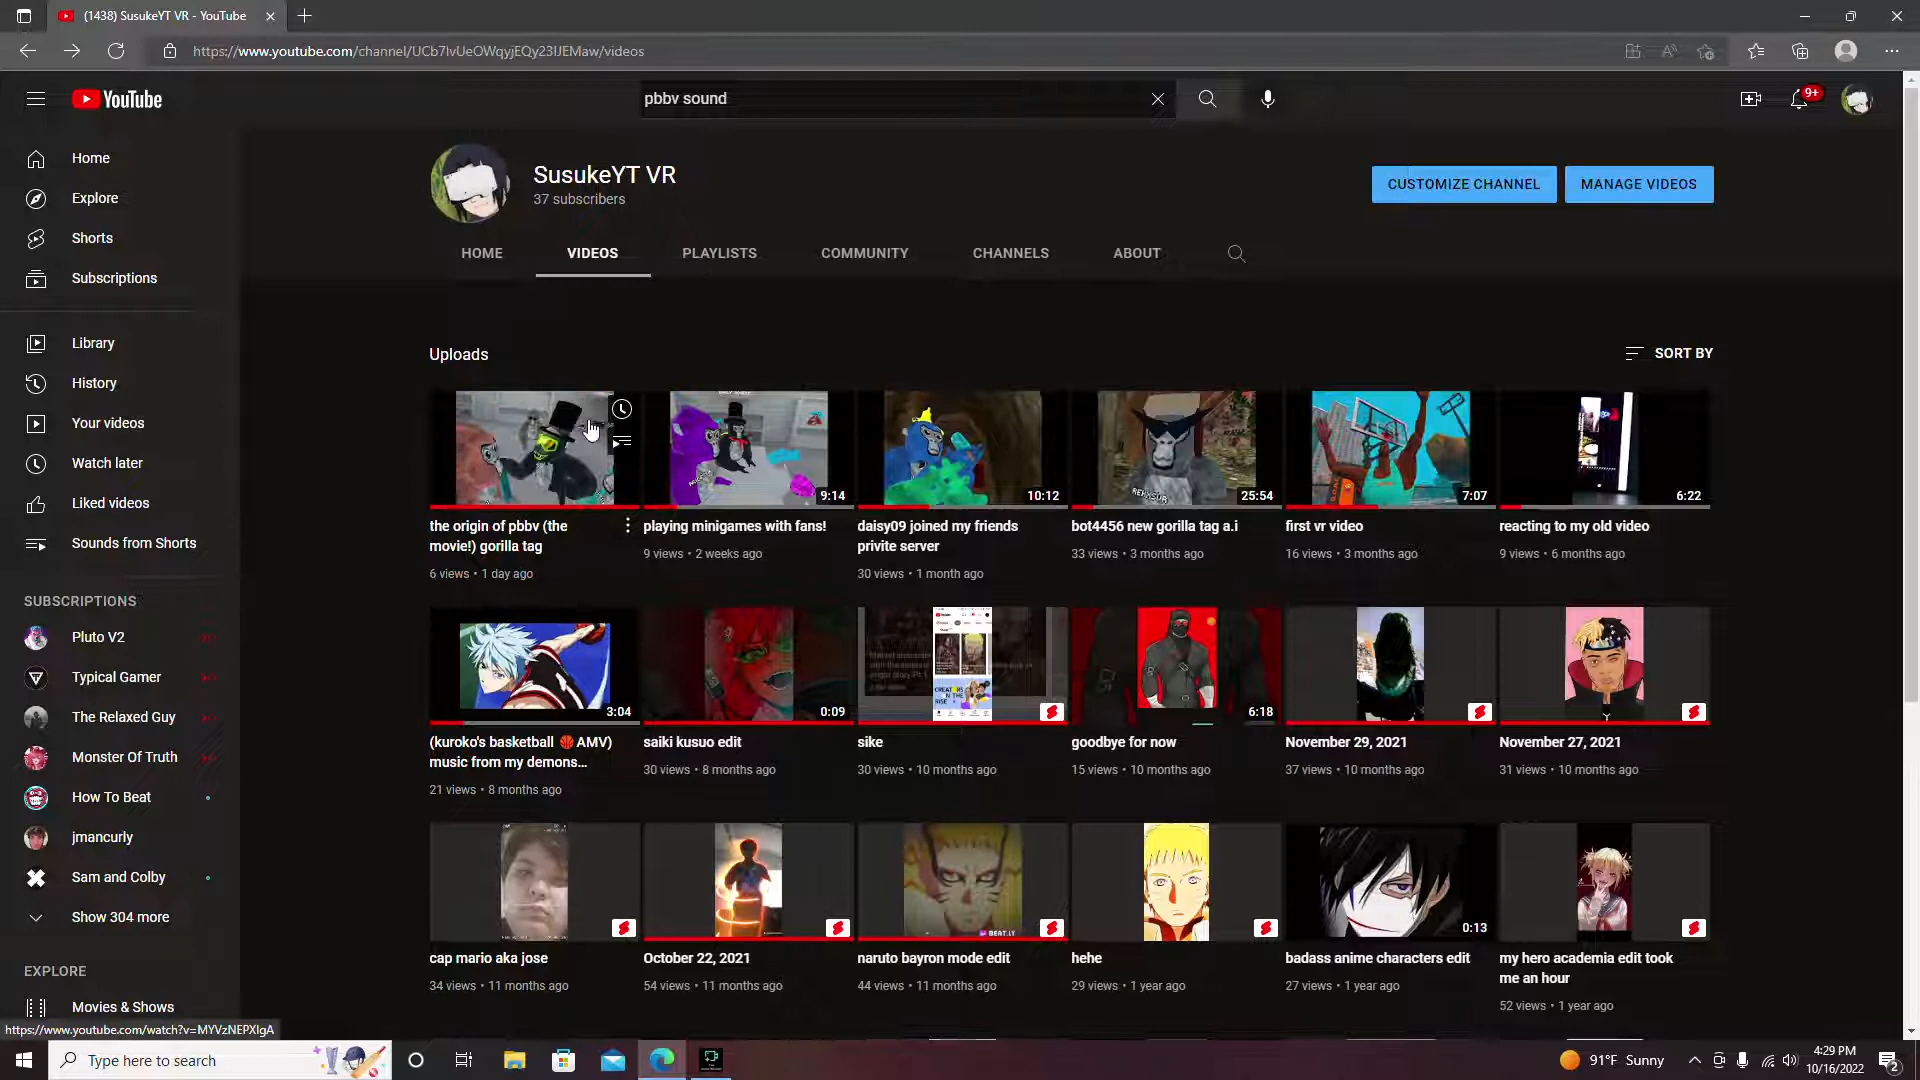 (1438) SusukeYT VR - YouTube
https://www.youtube.com/channel/UCb7lvUeOWqyjEQy23IJEMaw/videos
YouTube
pbbv sound
9+
Home
Explore
Shorts
Subscriptions
Library
History
Your videos
Watch later
Liked videos
Sounds from Shorts
SUBSCRIPTIONS
Pluto V2
Typical Gamer
The Relaxed Guy
Monster Of Truth
How To Beat
jmancurly
Sam and Colby
Show 304 more
EXPLORE
Movies & Shows
SusukeYT VR
37 subscribers
CUSTOMIZE CHANNEL
MANAGE VIDEOS
HOME
VIDEOS
PLAYLISTS
COMMUNITY
CHANNELS
ABOUT
Uploads
SORT BY
the origin of pbbv (the
movie!) gorilla tag
6 views • 1 day ago
9:14
playing minigames with fans!
9 views • 2 weeks ago
10:12
daisy09 joined my friends
privite server
30 views • 1 month ago
25:54
bot4456 new gorilla tag a.i
33 views • 3 months ago
7:07
first vr video
16 views • 3 months ago
6:22
reacting to my old video
9 views • 6 months ago
3:04
(kuroko's basketball 🏀AMV)
music from my demons...
21 views • 8 months ago
0:09
saiki kusuo edit
30 views • 8 months ago
CREATORS
ON THE
RISE
sike
30 views • 10 months ago
6:18
goodbye for now
15 views • 10 months ago
November 29, 2021
37 views • 10 months ago
November 27, 2021
31 views • 10 months ago
cap mario aka jose
34 views • 11 months ago
October 22, 2021
54 views • 11 months ago
BEAT.LY
naruto bayron mode edit
44 views • 11 months ago
hehe
29 views • 1 year ago
0:13
badass anime characters edit
27 views • 1 year ago
my hero academia edit took
me an hour
52 views • 1 year ago
https://www.youtube.com/watch?v=MYVzNEPXlgA
Type here to search
91°F Sunny
4:29 PM
10/16/2022
2